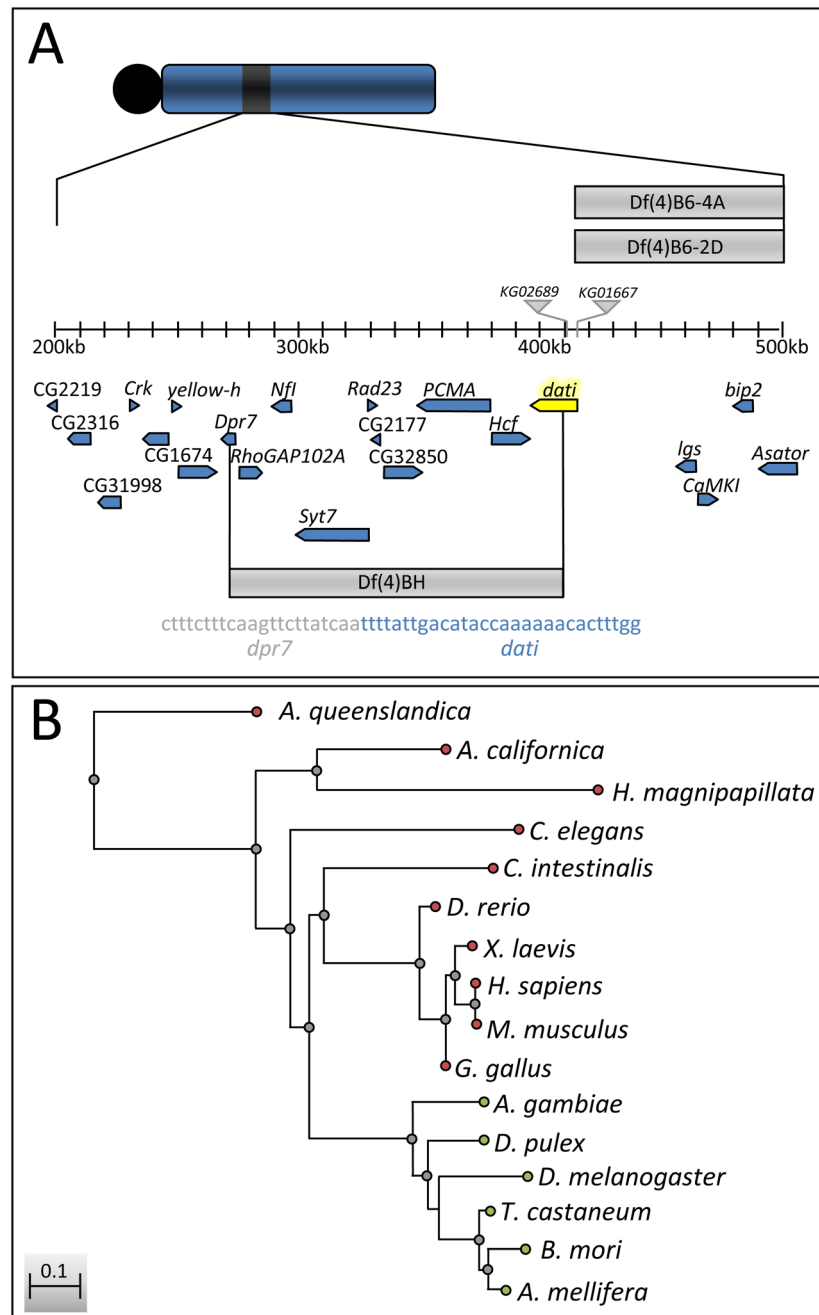 A
Df(4)B6-4A
Df(4)B6-2D
KG02689 KG01667
200kb 300kb 400kb 500kb
CG2219 Crk yellow-h NfI Rad23 PCMA dati bip2
CG2316 Dpr7 CG2177 Hcf
CG1674 RhoGAP102A CG32850 lgs Asator
CG31998 CaMKI
Syt7
Df(4)BH
ctttctttcaagttcttatcaattttattgacataccaaaaaacactttgg
dpr7 dati
B
A. queenslandica
A. californica
H. magnipapillata
C. elegans
C. intestinalis
D. rerio
X. laevis
H. sapiens
M. musculus
G. gallus
A. gambiae
D. pulex
D. melanogaster
T. castaneum
B. mori
A. mellifera
0.1